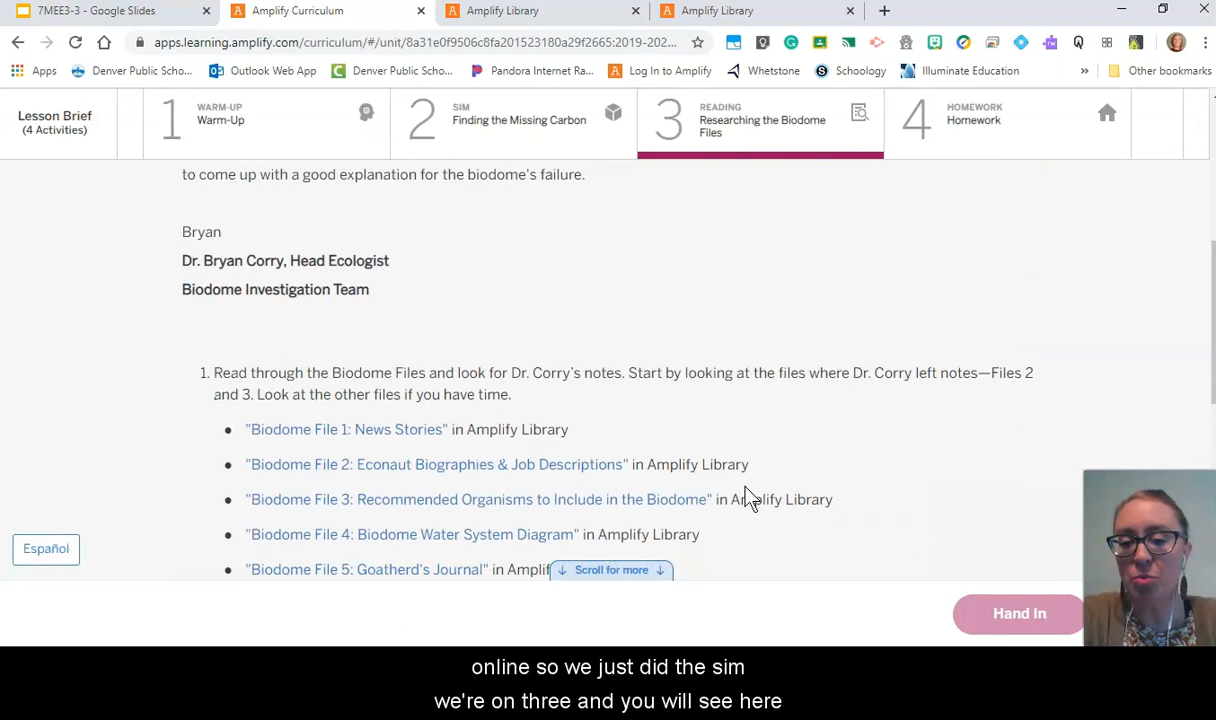 7MEE3-3 - Google Slides
Amplify Curriculum
Amplify Library
Amplify Library
apps.learning.amplify.com/curriculum/#/unit/8a31e0f9506c8fa201523180a29f2665:2019-202...
Apps
Denver Public Scho...
Outlook Web App
Denver Public Scho...
Pandora Internet Ra...
Log In to Amplify
Whetstone
Schoology
Illuminate Education
»
Other bookmarks
Lesson Brief
(4 Activities)
1
WARM-UP
Warm-Up
2
SIM
Finding the Missing Carbon
3
READING
Researching the Biodome
Files
4
HOMEWORK
Homework
to come up with a good explanation for the biodome's failure.
Bryan
Dr. Bryan Corry, Head Ecologist
Biodome Investigation Team
1. Read through the Biodome Files and look for Dr. Corry's notes. Start by looking at the files where Dr. Corry left notes—Files 2
and 3. Look at the other files if you have time.
● "Biodome File 1: News Stories" in Amplify Library
● "Biodome File 2: Econaut Biographies & Job Descriptions" in Amplify Library
● "Biodome File 3: Recommended Organisms to Include in the Biodome" in Amplify Library
● "Biodome File 4: Biodome Water System Diagram" in Amplify Library
● "Biodome File 5: Goatherd's Journal" in Amplif
↓ Scroll for more ↓
Español
Hand In
online so we just did the sim
we're on three and you will see here